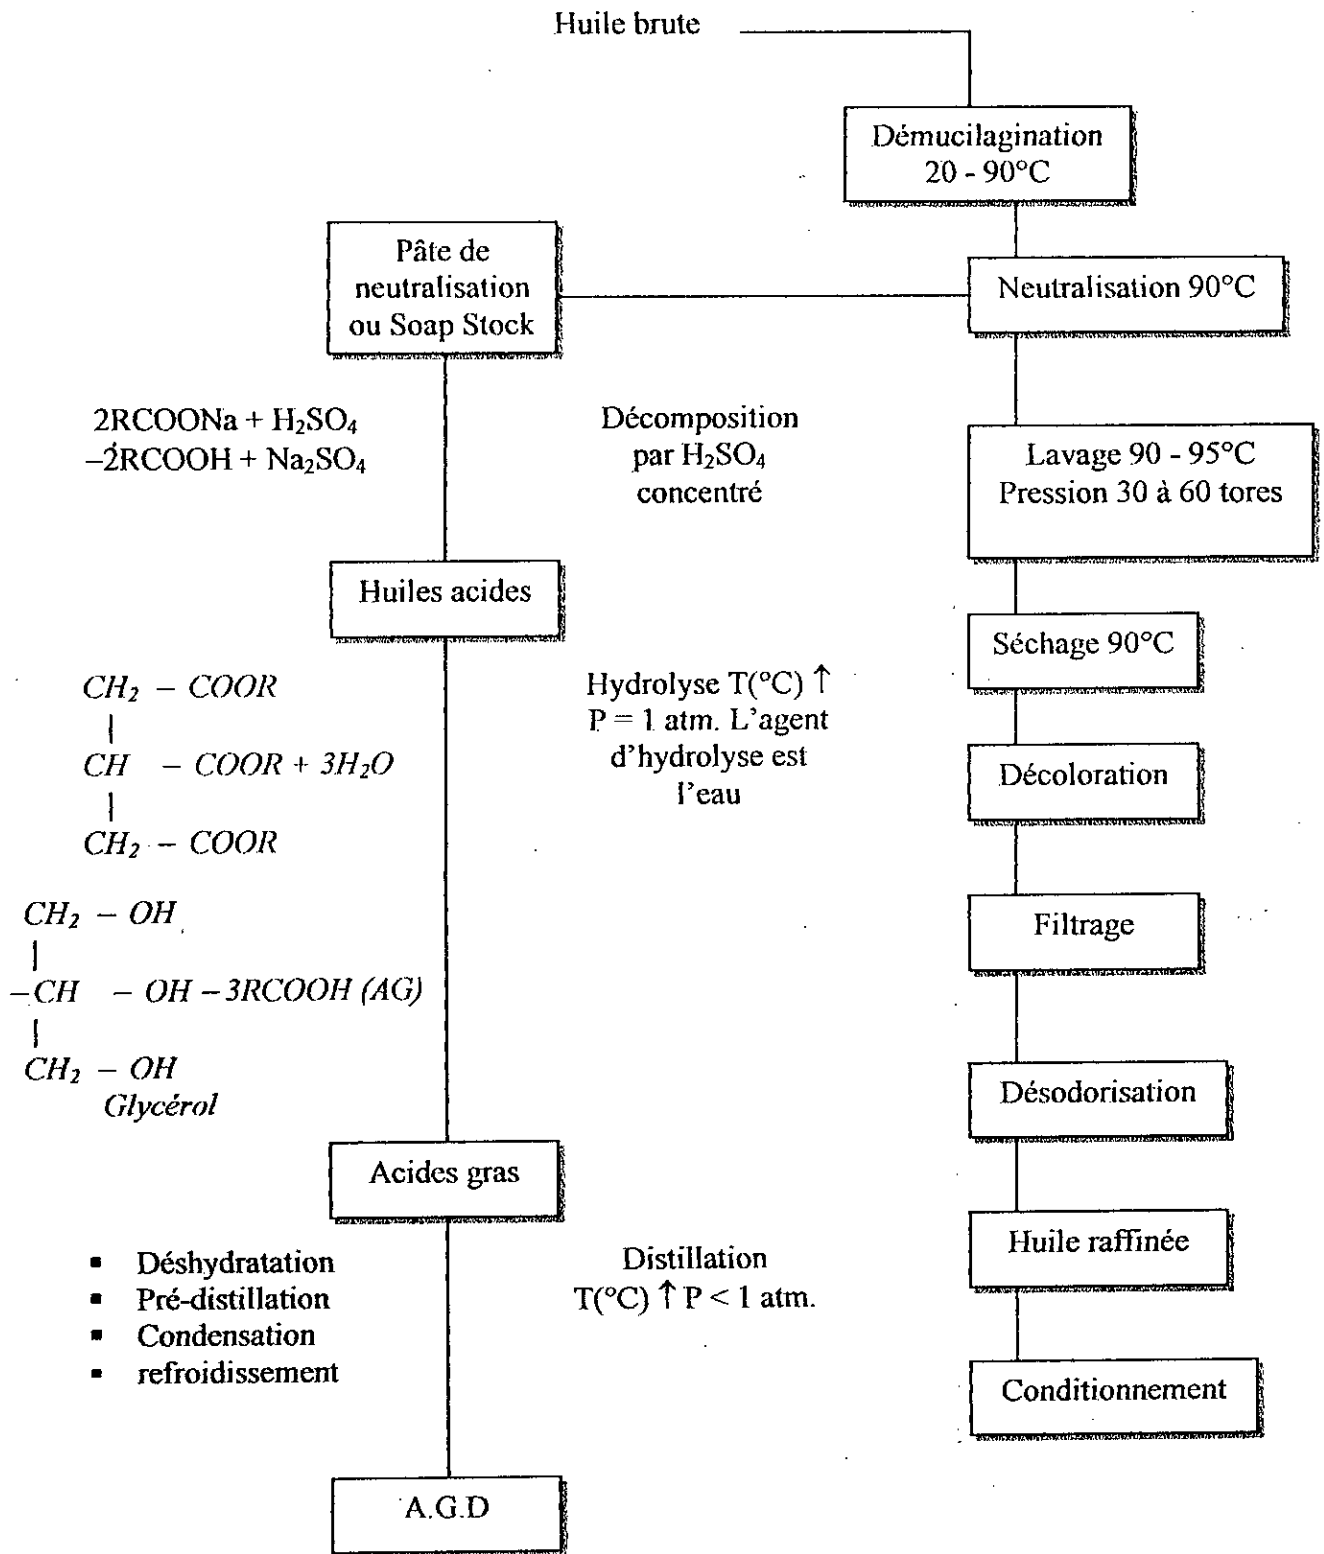 Huile brute
Démucilagination
20 - 90°C
Pâte de
neutralisation
ou Soap Stock
Neutralisation 90°C
2RCOONa + H₂SO₄
–2RCOOH + Na₂SO₄
Décomposition
par H₂SO₄
concentré
Lavage 90 - 95°C
Pression 30 à 60 tores
Huiles acides
Séchage 90°C
CH₂ – COOR
|
CH – COOR + 3H₂O
|
CH₂ – COOR
Hydrolyse T(°C) ↑
P = 1 atm. L'agent
d'hydrolyse est
l'eau
Décoloration
CH₂ – OH
|
–CH – OH – 3RCOOH (AG)
|
CH₂ – OH
Glycérol
Filtrage
Désodorisation
Acides gras
Huile raffinée
▪ Déshydratation
▪ Pré-distillation
▪ Condensation
▪ refroidissement
Distillation
T(°C) ↑ P < 1 atm.
Conditionnement
A.G.D